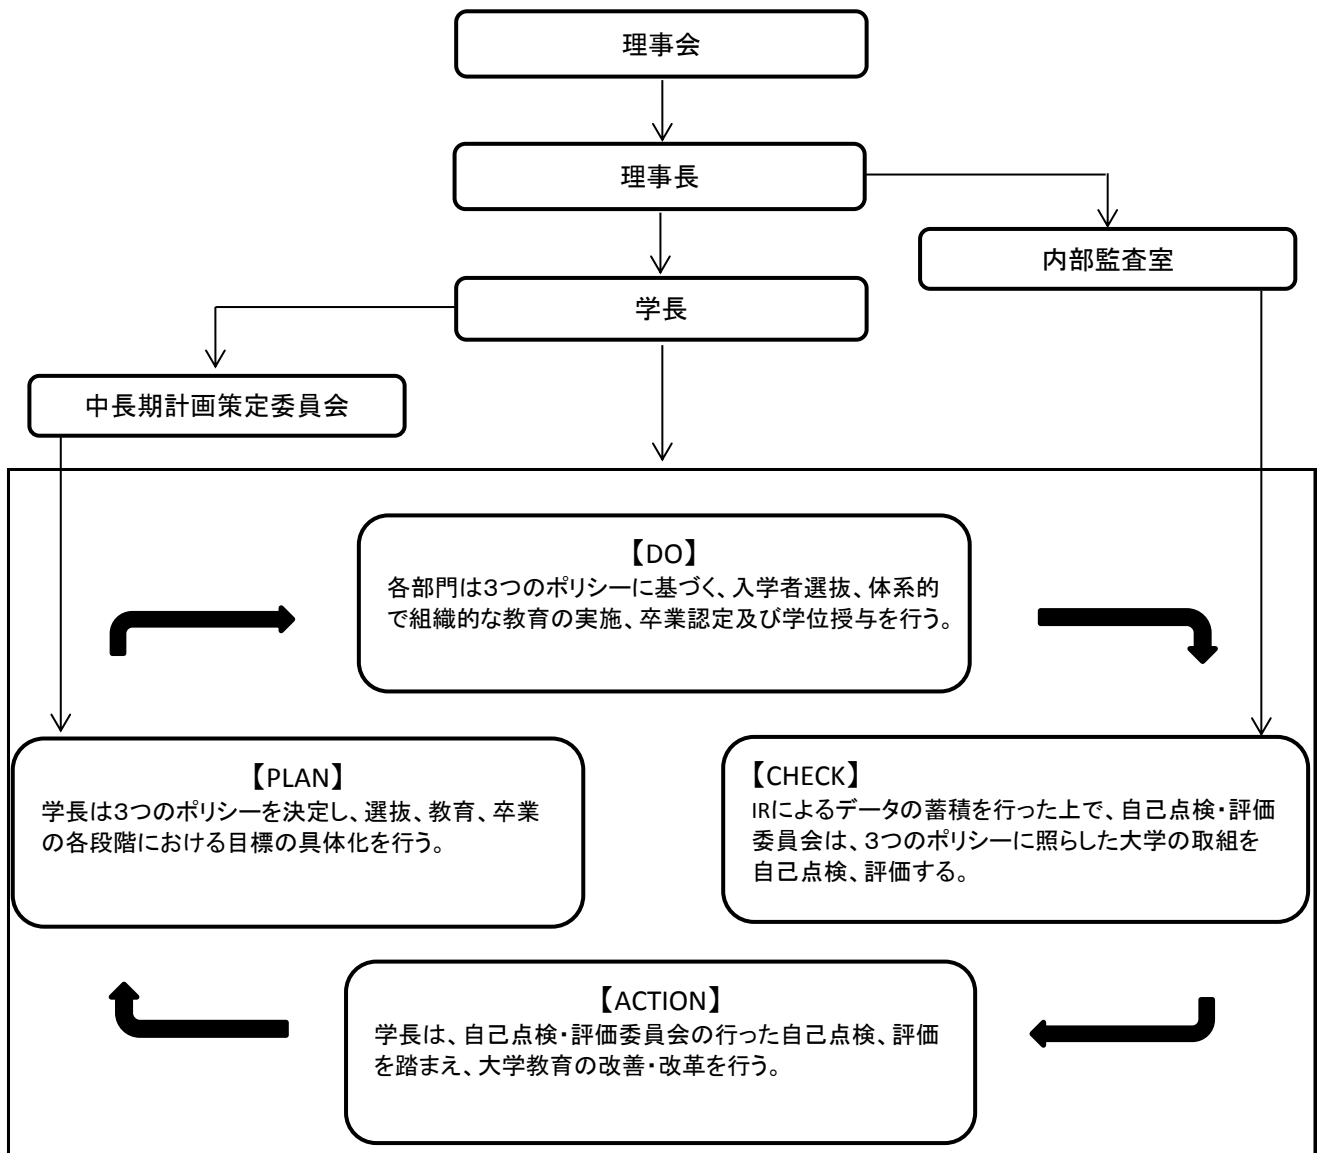 理事会
理事長
内部監査室
学長
中長期計画策定委員会
【DO】
各部門は3つのポリシーに基づく、入学者選抜、体系的
で組織的な教育の実施、卒業認定及び学位授与を行う。
【PLAN】
学長は3つのポリシーを決定し、選抜、教育、卒業
の各段階における目標の具体化を行う。
【CHECK】
IRによるデータの蓄積を行った上で、自己点検・評価
委員会は、3つのポリシーに照らした大学の取組を
自己点検、評価する。
【ACTION】
学長は、自己点検・評価委員会の行った自己点検、評価
を踏まえ、大学教育の改善・改革を行う。